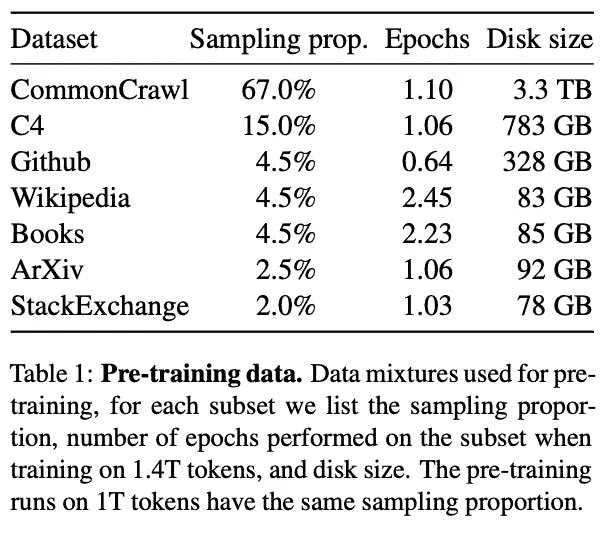 Dataset Sampling prop. Epochs Disk size
CommonCrawl 67.0% 1.10 3.3 TB
C4 15.0% 1.06 783 GB
Github 4.5% 0.64 328 GB
Wikipedia 4.5% 2.45 83 GB
Books 4.5% 2.23 85 GB
ArXiv 2.5% 1.06 92 GB
StackExchange 2.0% 1.03 78 GB
Table 1: Pre-training data. Data mixtures used for pre-
training, for each subset we list the sampling propor-
tion, number of epochs performed on the subset when
training on 1.4T tokens, and disk size. The pre-training
runs on 1T tokens have the same sampling proportion.